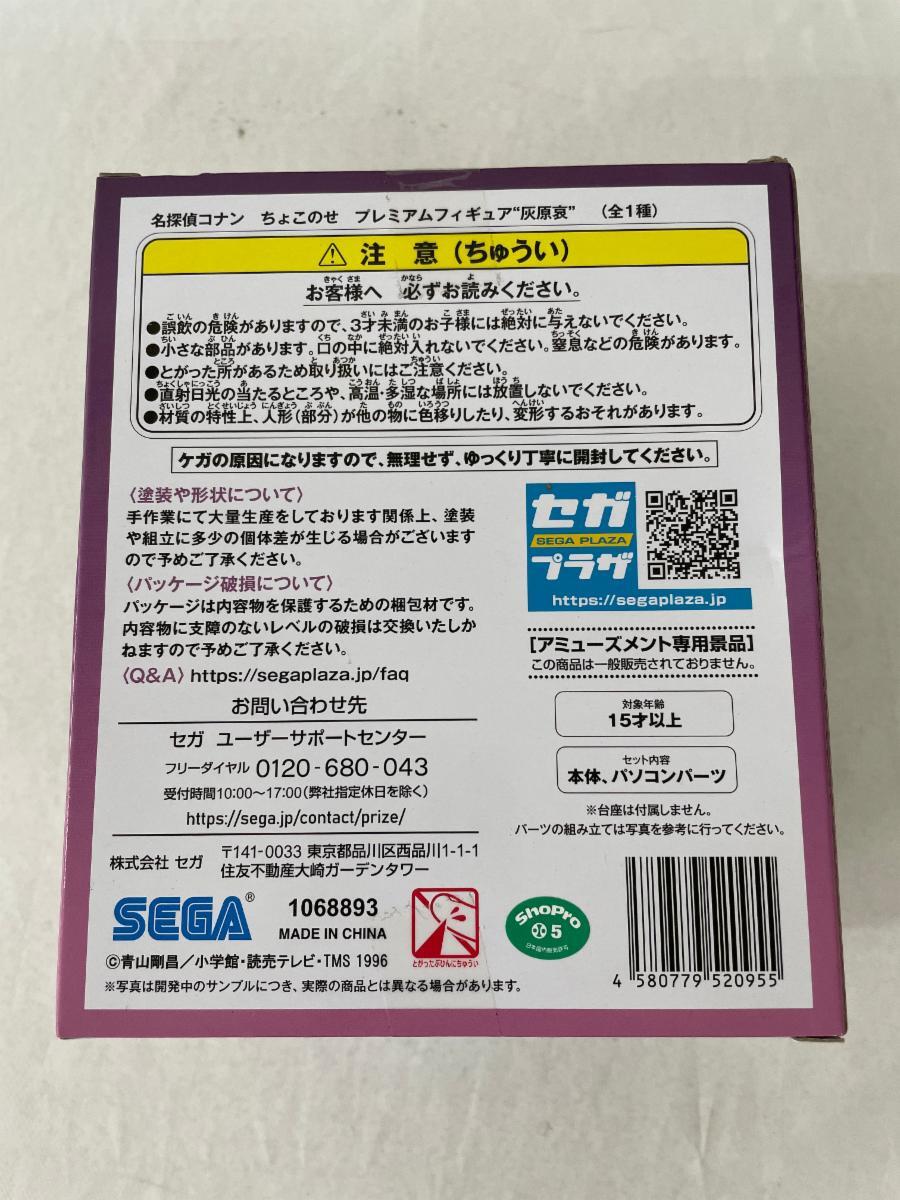 名探偵コナン ちょこのせ プレミアムフィギュア“灰原哀” (全1種)
⚠ 注 意 (ちゅうい)
お客様へ 必ずお読みください。
●誤飲の危険がありますので、3才未満のお子様には絶対に与えないでください。
●小さな部品があります。口の中に絶対入れないでください。窒息などの危険があります。
●とがった所があるため取り扱いにはご注意ください。
●直射日光の当たるところや、高温・多湿な場所には放置しないでください。
●材質の特性上、人形(部分)が他の物に色移りしたり、変形するおそれがあります。
ケガの原因になりますので、無理せず、ゆっくり丁寧に開封してください。
〈塗装や形状について〉
手作業にて大量生産をしております関係上、塗装
や組立に多少の個体差が生じる場合がございます
ので予めご了承ください。
〈パッケージ破損について〉
パッケージは内容物を保護するための梱包材です。
内容物に支障のないレベルの破損は交換いたしか
ねますので予めご了承ください。
〈Q&A〉https://segaplaza.jp/faq
お問い合わせ先
セガ ユーザーサポートセンター
フリーダイヤル 0120-680-043
受付時間10:00〜17:00(弊社指定休日を除く)
https://sega.jp/contact/prize/
株式会社 セガ 〒141-0033 東京都品川区西品川1-1-1
住友不動産大崎ガーデンタワー
SEGA®
1068893
MADE IN CHINA
とがったぶひんにちゅうい
©青山剛昌/小学館・読売テレビ・TMS 1996
※写真は開発中のサンプルにつき、実際の商品とは異なる場合があります。
セガ
SEGA PLAZA
プラザ
https://segaplaza.jp
[アミューズメント専用景品]
この商品は一般販売されておりません。
対象年齢
15才以上
セット内容
本体、パソコンパーツ
※台座は付属しません。
パーツの組み立ては写真を参考に行ってください。
ShoPro
5
日本国内販売許可
4 580779 520955